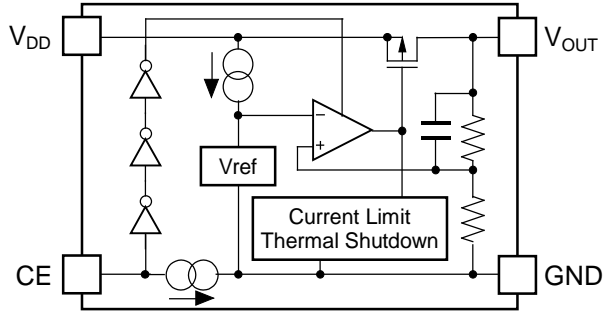 VDD
VOUT
−
+
Vref
Current Limit
Thermal Shutdown
CE
GND